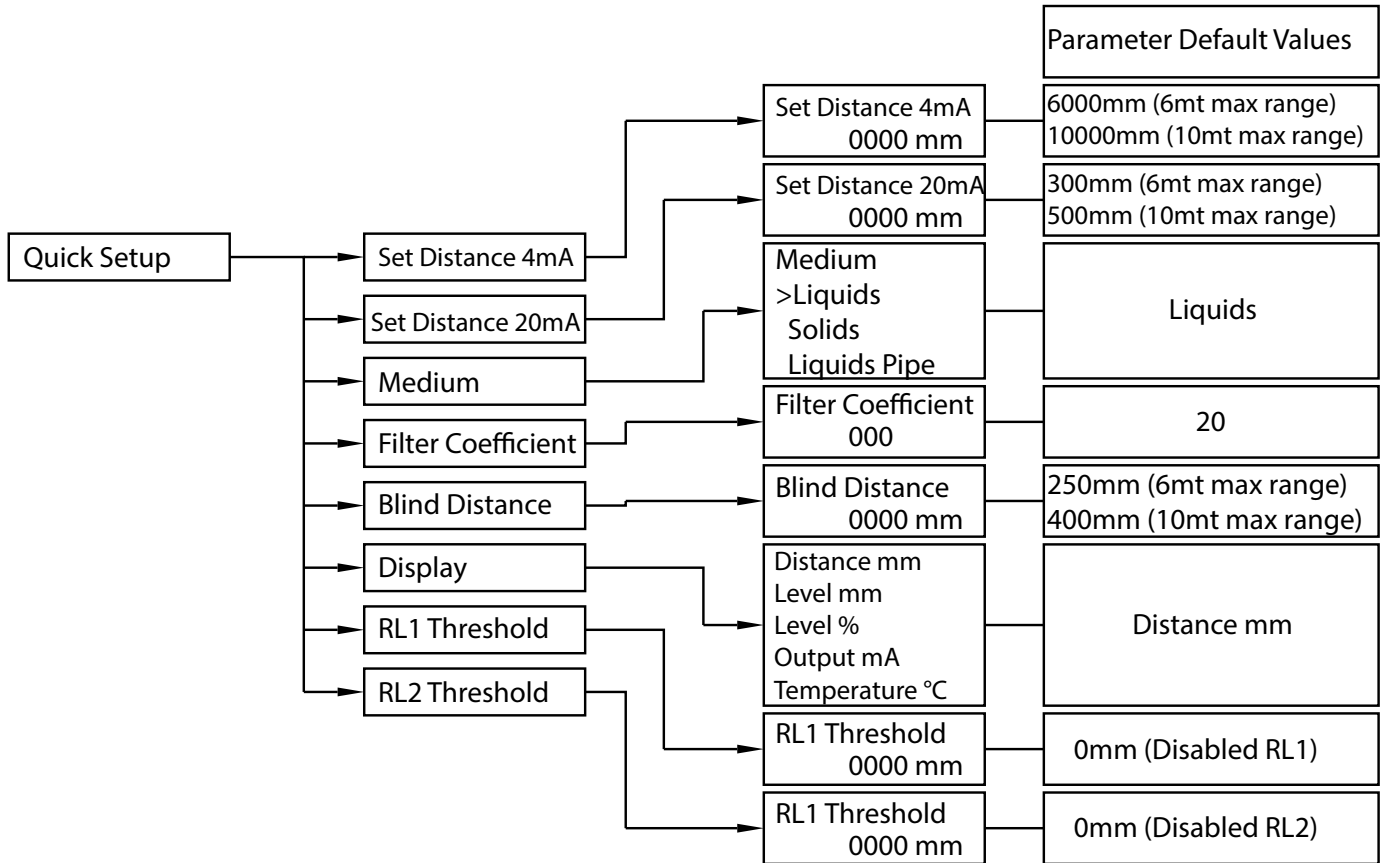 Parameter Default Values
Quick Setup
Set Distance 4mA
Set Distance 20mA
Medium
Filter Coefficient
Blind Distance
Display
RL1 Threshold
RL2 Threshold
Set Distance 4mA
0000 mm
6000mm (6mt max range)
10000mm (10mt max range)
Set Distance 20mA
0000 mm
300mm (6mt max range)
500mm (10mt max range)
Medium
>Liquids
Solids
Liquids Pipe
Liquids
Filter Coefficient
000
20
Blind Distance
0000 mm
250mm (6mt max range)
400mm (10mt max range)
Distance mm
Level mm
Level %
Output mA
Temperature °C
Distance mm
RL1 Threshold
0000 mm
0mm (Disabled RL1)
RL1 Threshold
0000 mm
0mm (Disabled RL2)